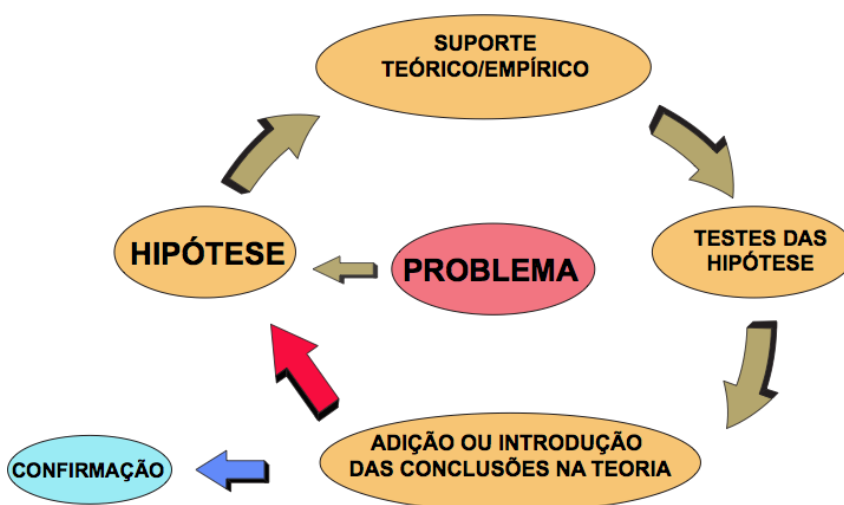 SUPORTE
TEÓRICO/EMPÍRICO
HIPÓTESE
PROBLEMA
TESTES DAS
HIPÓTESE
ADIÇÃO OU INTRODUÇÃO
DAS CONCLUSÕES NA TEORIA
CONFIRMAÇÃO